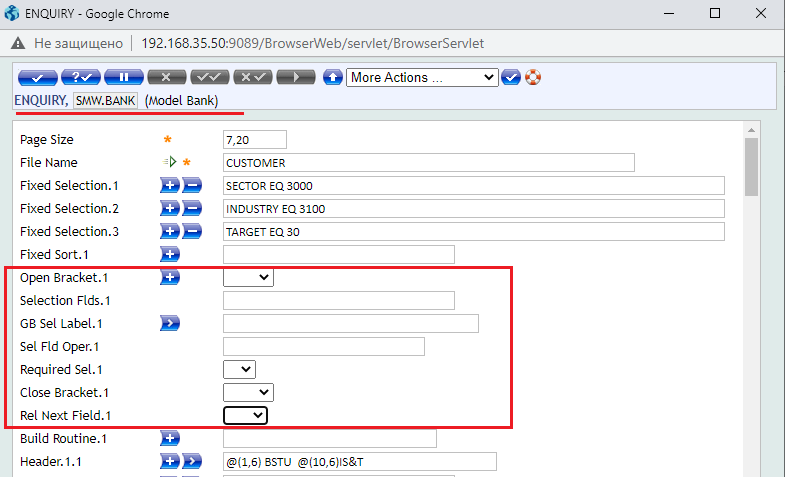 ENQUIRY - Google Chrome
Не защищено 192.168.35.50:9089/BrowserWeb/servlet/BrowserServlet
More Actions ...
ENQUIRY, SMW.BANK (Model Bank)
Page Size * 7,20
File Name * CUSTOMER
Fixed Selection.1 SECTOR EQ 3000
Fixed Selection.2 INDUSTRY EQ 3100
Fixed Selection.3 TARGET EQ 30
Fixed Sort.1
Open Bracket.1
Selection Flds.1
GB Sel Label.1
Sel Fld Oper.1
Required Sel.1
Close Bracket.1
Rel Next Field.1
Build Routine.1
Header.1.1 @(1,6) BSTU @(10,6)IS&T